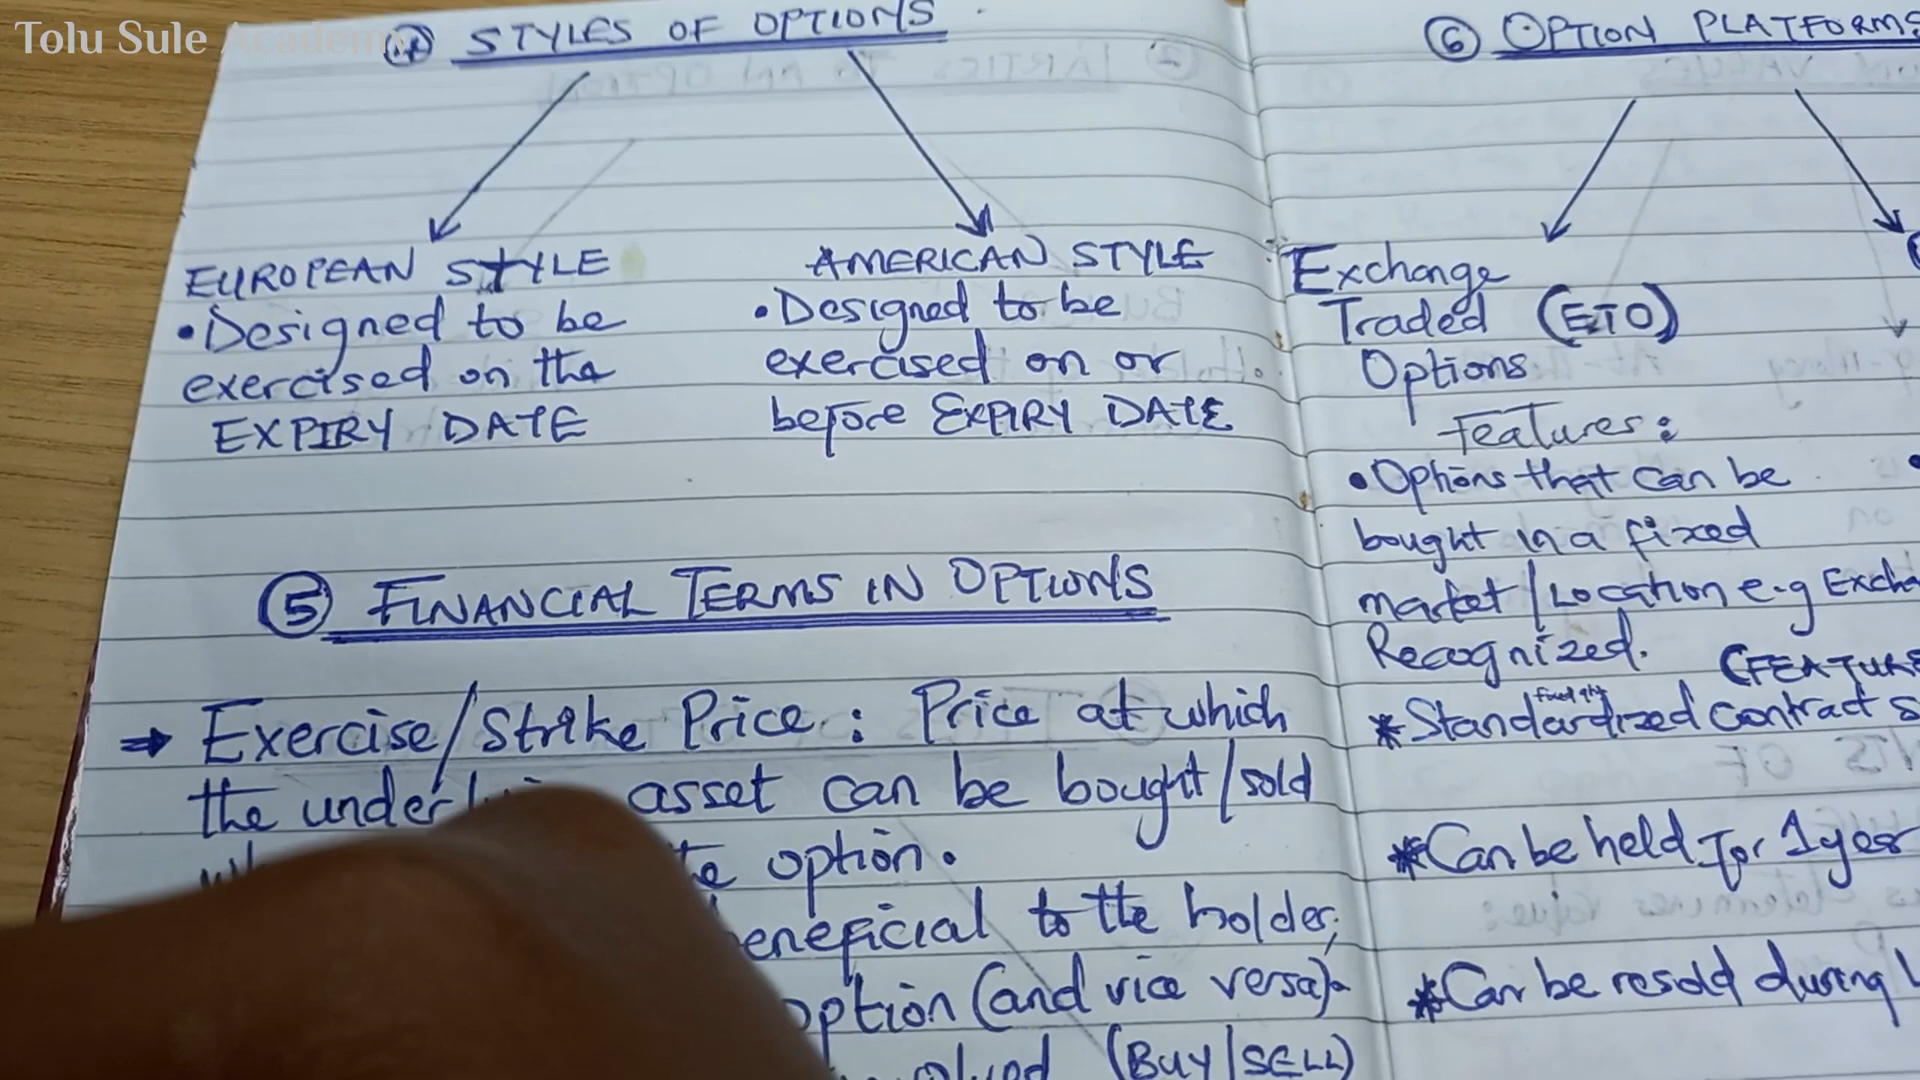 Tolu Sule Academy
④ STYLES OF OPTIONS
EUROPEAN STYLE
• Designed to be
exercised on the
EXPIRY DATE
AMERICAN STYLE
• Designed to be
exercised on or
before EXPIRY DATE
⑤ FINANCIAL TERMS IN OPTIONS
→ Exercise/Strike Price : Price at which
the asset can be bought/sold
option.
to the holder;
option (and vice versa)
(BUY/SELL)
⑥ OPTION PLATFORMS
Exchange
Traded (ETO)
Options
Features:
• Options that can be
bought in a fixed
market/Location e.g
Recognized.
* Standardized contract
* Can be held for 1 year
* Can be resold during